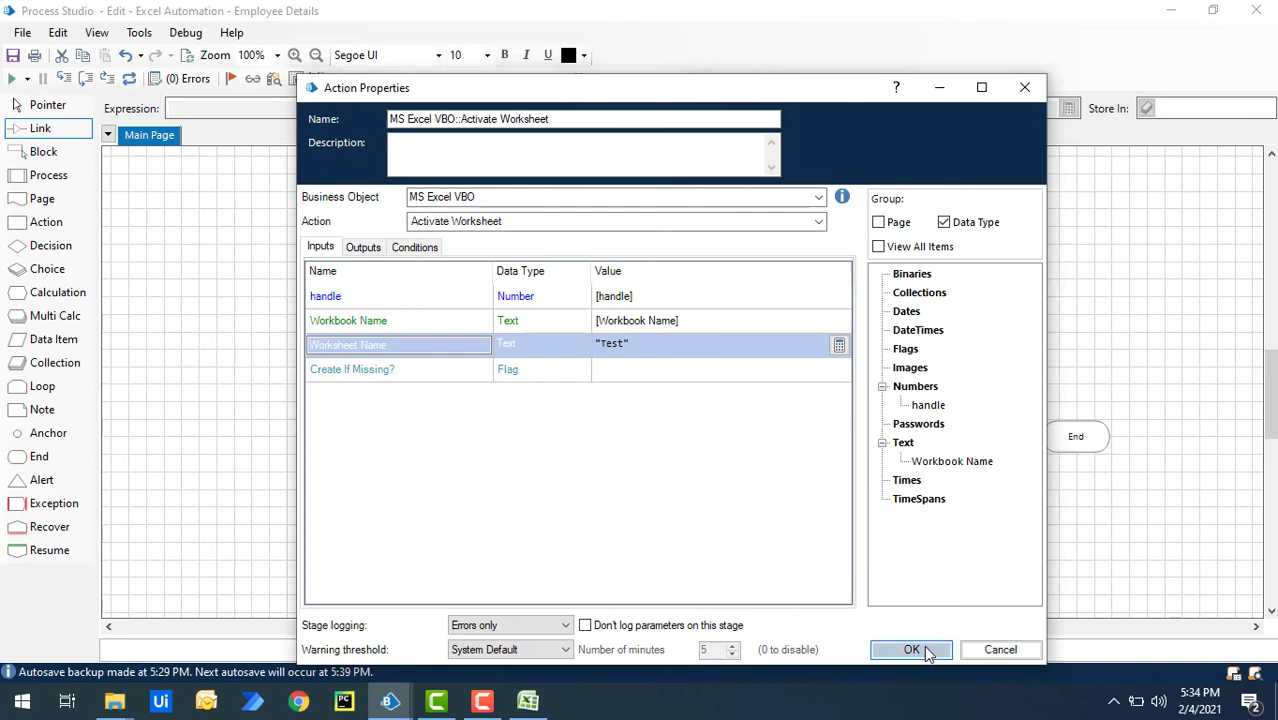 Process Studio - Edit - Excel Automation - Employee Details
File Edit View Tools Debug Help
Zoom 100% Segoe UI 10 B I U
(0) Errors
Pointer
Link
Block
Process
Page
Action
Decision
Choice
Calculation
Multi Calc
Data Item
Collection
Loop
Note
Anchor
End
Alert
Exception
Recover
Resume
Expression:
Store In:
Main Page
End
Action Properties
?
Name: MS Excel VBO::Activate Worksheet
Description:
Business Object MS Excel VBO
Action Activate Worksheet
Inputs Outputs Conditions
Name Data Type Value
handle Number [handle]
Workbook Name Text [Workbook Name]
Worksheet Name Text "Test"
Create If Missing? Flag
Group:
Page Data Type
View All Items
Binaries
Collections
Dates
DateTimes
Flags
Images
Numbers
handle
Passwords
Text
Workbook Name
Times
TimeSpans
Stage logging: Errors only Don't log parameters on this stage
Warning threshold: System Default Number of minutes 5 (0 to disable)
OK Cancel
Autosave backup made at 5:29 PM. Next autosave will occur at 5:39 PM.
Ui PC
5:34 PM
2/4/2021
2